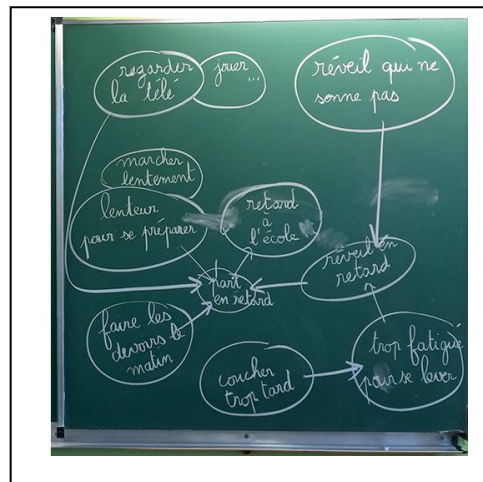 regarder
la télé
jouer
...
réveil qui ne
sonne pas
marcher
lentement
lenteur
pour se préparer
retard
à
l'école
réveil en
retard
part
en retard
faire les
devoirs le
matin
coucher
trop tard
trop fatigué
pour se lever